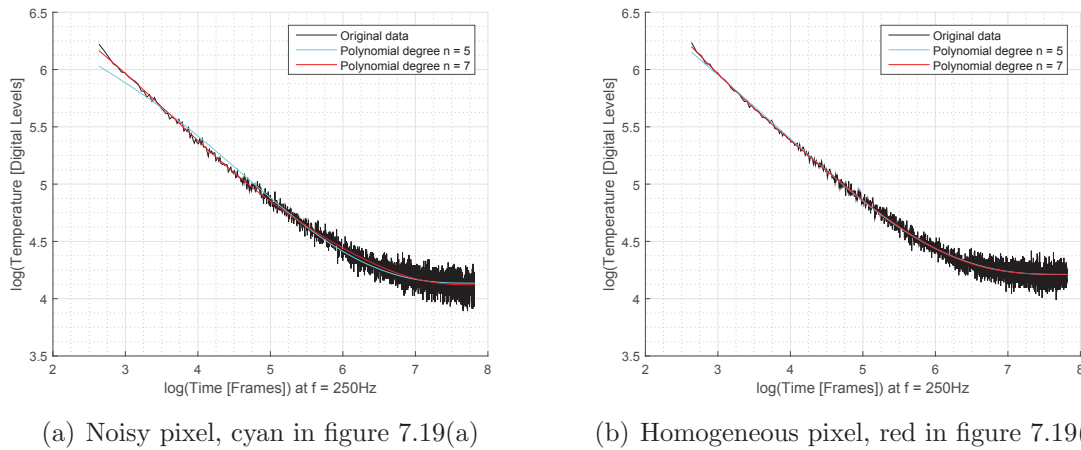 6.5
6
5.5
5
4.5
4
3.5
log(Temperature [Digital Levels]
Original data
Polynomial degree n = 5
Polynomial degree n = 7
2 3 4 5 6 7 8
log(Time [Frames]) at f = 250Hz
(a) Noisy pixel, cyan in figure 7.19(a)
6.5
6
5.5
5
4.5
4
3.5
log(Temperature [Digital Levels]
Original data
Polynomial degree n = 5
Polynomial degree n = 7
2 3 4 5 6 7 8
log(Time [Frames]) at f = 250Hz
(b) Homogeneous pixel, red in figure 7.19(